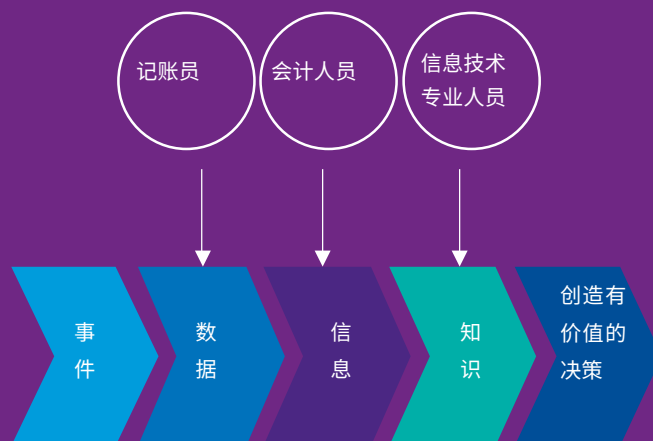 记账员
会计人员
信息技术
专业人员
事
件
数
据
信
息
知
识
创造有
价值的
决策